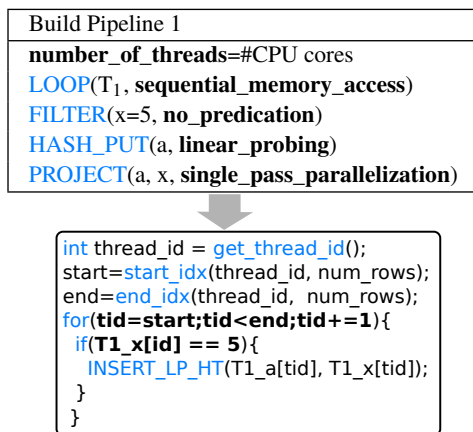 Build Pipeline 1
number_of_threads=#CPU cores
LOOP(T₁, sequential_memory_access)
FILTER(x=5, no_predication)
HASH_PUT(a, linear_probing)
PROJECT(a, x, single_pass_parallelization)
int thread_id = get_thread_id();
start=start_idx(thread_id, num_rows);
end=end_idx(thread_id, num_rows);
for(tid=start;tid<end;tid+=1){
if(T1_x[id] == 5){
INSERT_LP_HT(T1_a[tid], T1_x[tid]);
}
}